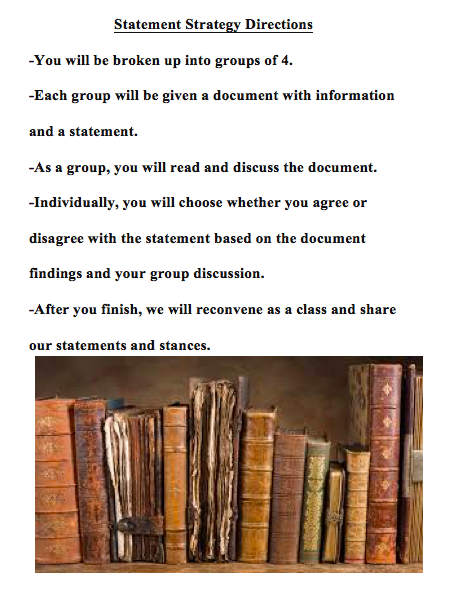 Statement Strategy Directions
-You will be broken up into groups of 4.
-Each group will be given a document with information
and a statement.
-As a group, you will read and discuss the document.
-Individually, you will choose whether you agree or
disagree with the statement based on the document
findings and your group discussion.
-After you finish, we will reconvene as a class and share
our statements and stances.